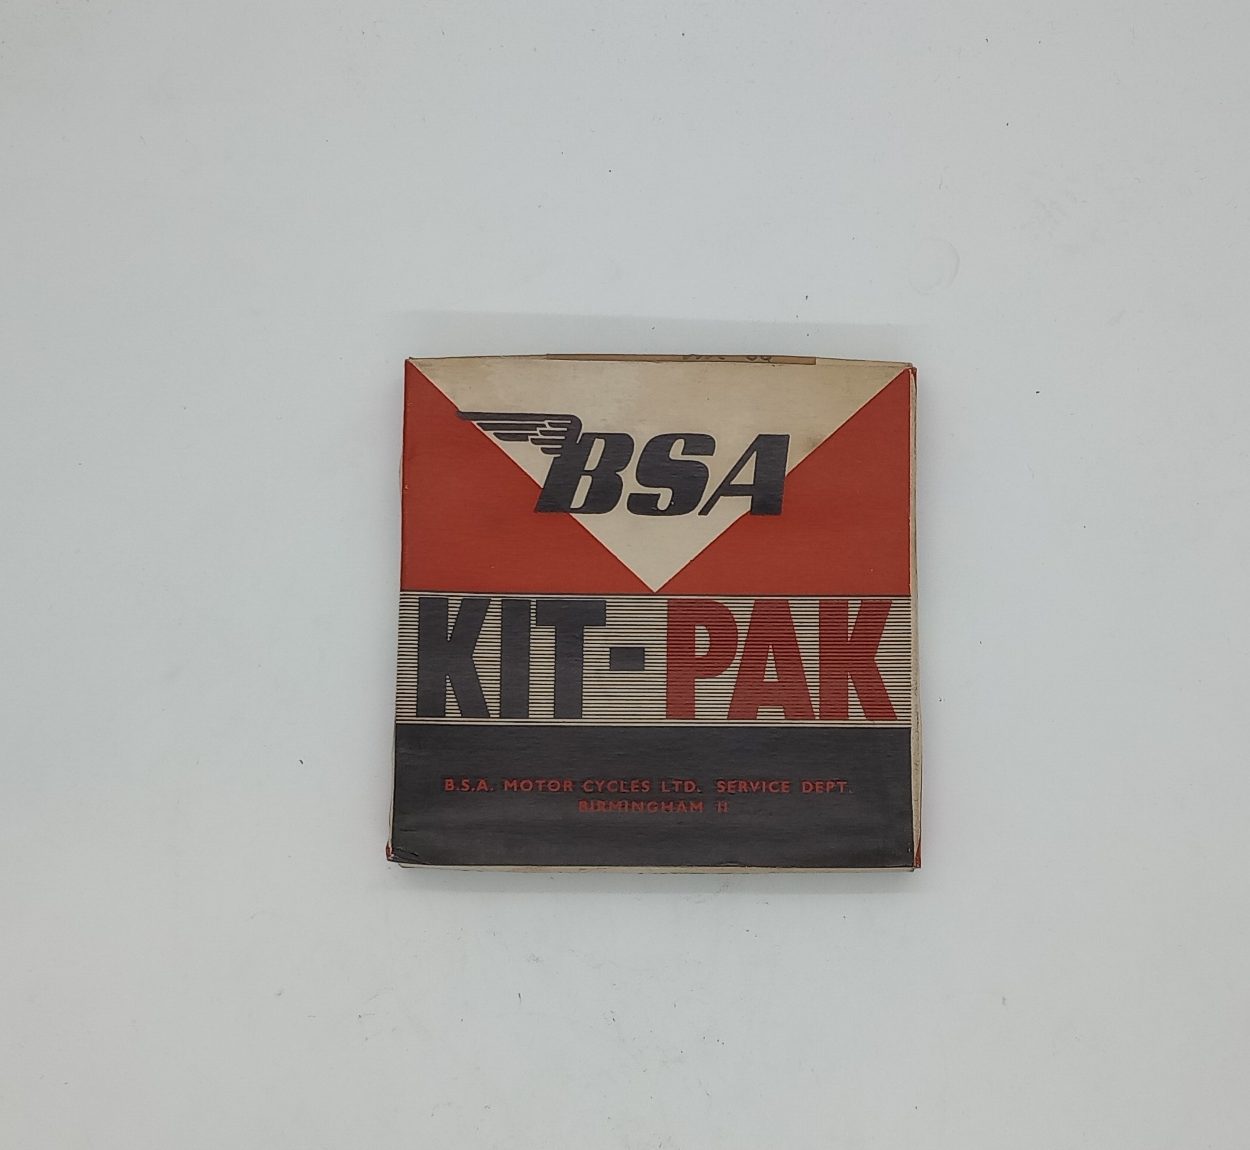 BSA
KIT-PAK
B.S.A. MOTOR CYCLES LTD. SERVICE DEPT.
BIRMINGHAM 11